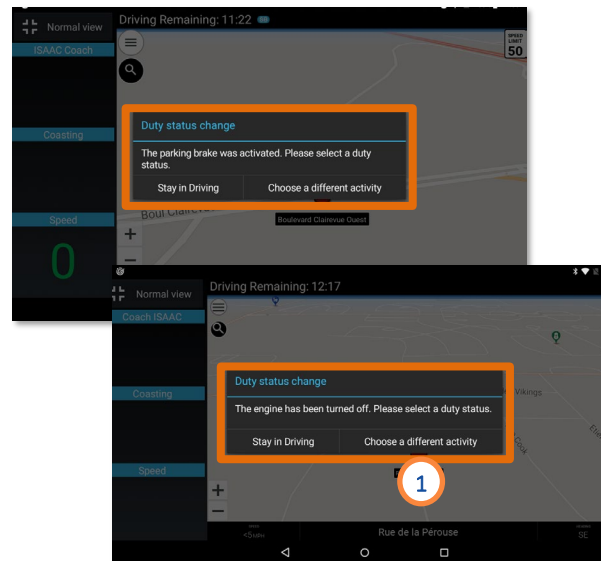 Normal view
Driving Remaining: 11:22
SPEED
LIMIT
50
ISAAC Coach
Coasting
Speed
0
Duty status change
The parking brake was activated. Please select a duty
status.
Stay in Driving
Choose a different activity
Boulevard Clairevue Ouest
+
−
Normal view
Driving Remaining: 12:17
Coach ISAAC
Coasting
Speed
Duty status change
The engine has been turned off. Please select a duty status.
Stay in Driving
Choose a different activity
1
Vikings
Cook
+
−
<5 MPH
Rue de la Pérouse
SE